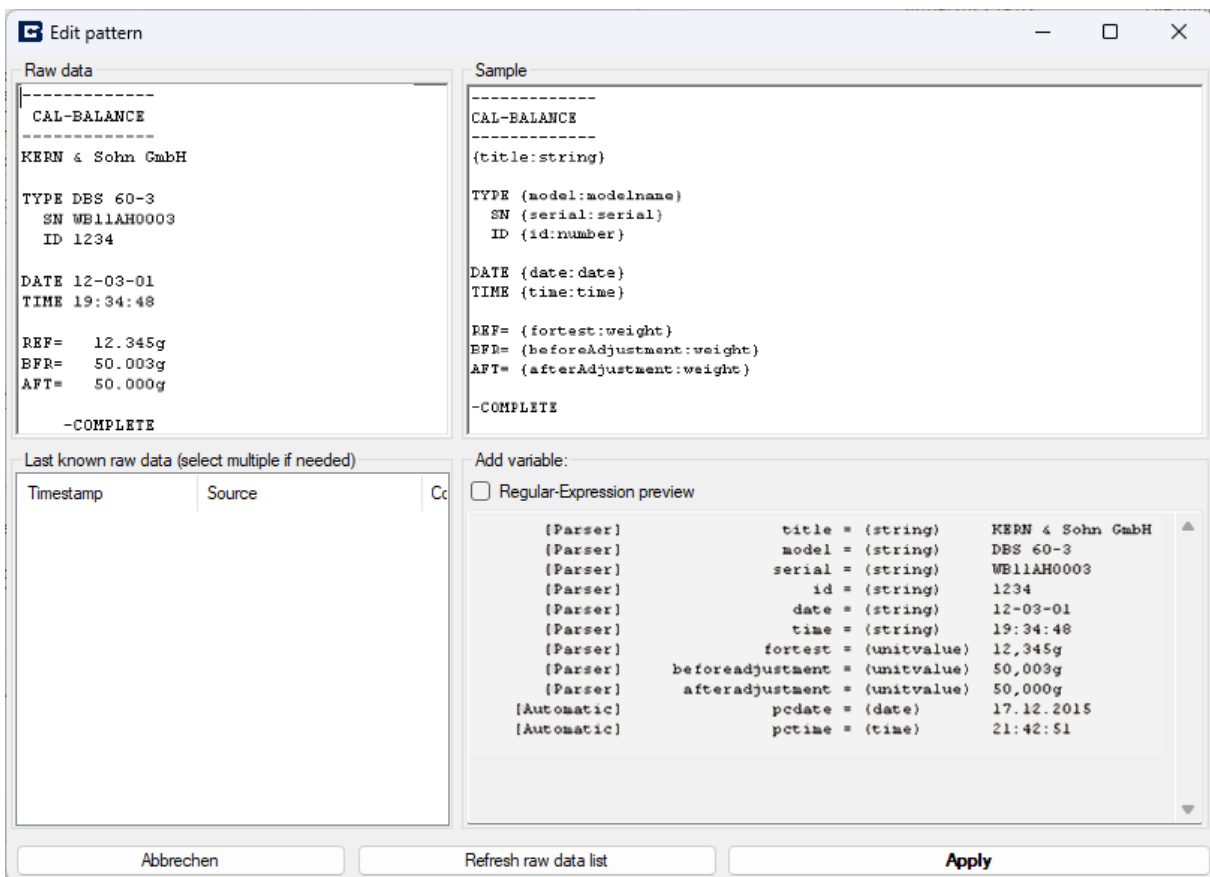 Edit pattern
Raw data
-------------
CAL-BALANCE
-------------
KERN & Sohn GmbH
TYPE DBS 60-3
SN WB11AH0003
ID 1234
DATE 12-03-01
TIME 19:34:48
REF= 12.345g
BFR= 50.003g
AFT= 50.000g
-COMPLETE
Sample
-------------
CAL-BALANCE
-------------
{title:string}
TYPE {model:modelname}
SN {serial:serial}
ID {id:number}
DATE {date:date}
TIME {time:time}
REF= {fortest:weight}
BFR= {beforeAdjustment:weight}
AFT= {afterAdjustment:weight}
-COMPLETE
Last known raw data (select multiple if needed)
Timestamp Source Cc
Add variable:
Regular-Expression preview
[Parser] title = (string) KERN & Sohn GmbH
[Parser] model = (string) DBS 60-3
[Parser] serial = (string) WB11AH0003
[Parser] id = (string) 1234
[Parser] date = (string) 12-03-01
[Parser] time = (string) 19:34:48
[Parser] fortest = (unitvalue) 12,345g
[Parser] beforeadjustment = (unitvalue) 50,003g
[Parser] afteradjustment = (unitvalue) 50,000g
[Automatic] pcdate = (date) 17.12.2015
[Automatic] pctime = (time) 21:42:51
Abbrechen
Refresh raw data list
Apply